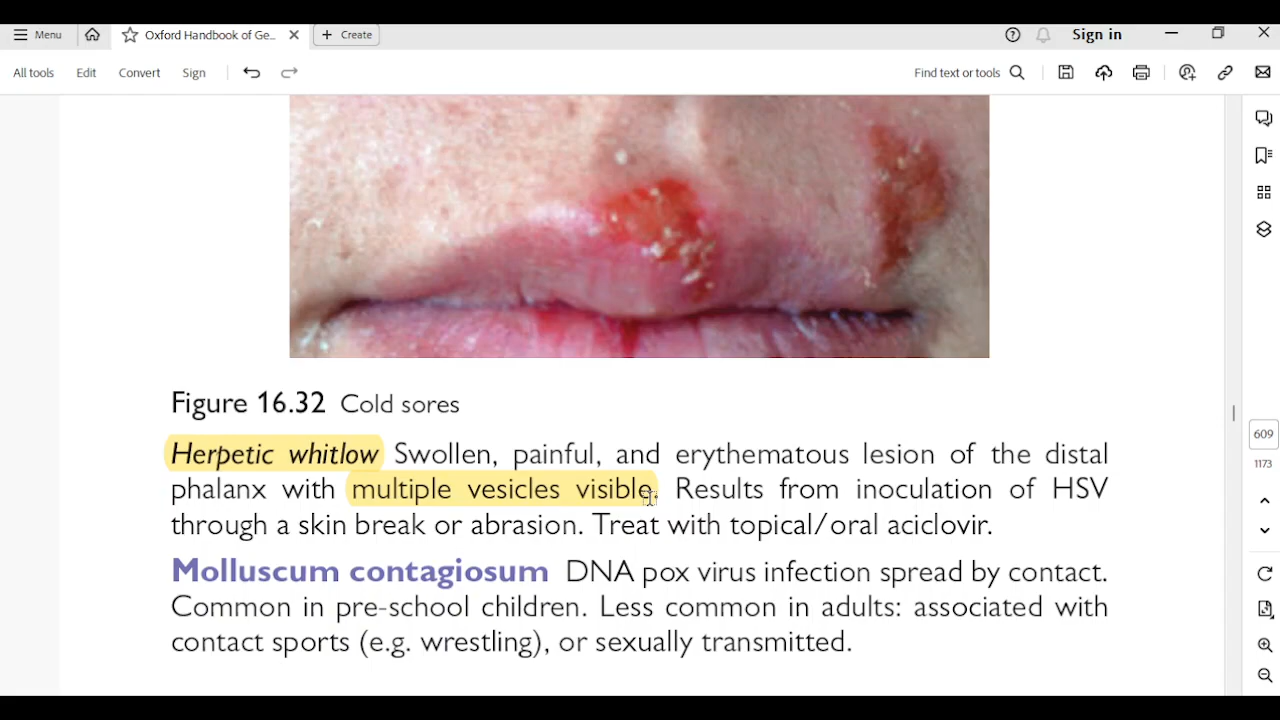 Menu
Oxford Handbook of Ge...
Create
Sign in
All tools
Edit
Convert
Sign
Find text or tools
Figure 16.32 Cold sores
Herpetic whitlow Swollen, painful, and erythematous lesion of the distal
phalanx with multiple vesicles visible. Results from inoculation of HSV
through a skin break or abrasion. Treat with topical/oral aciclovir.
Molluscum contagiosum DNA pox virus infection spread by contact.
Common in pre-school children. Less common in adults: associated with
contact sports (e.g. wrestling), or sexually transmitted.
609
1173